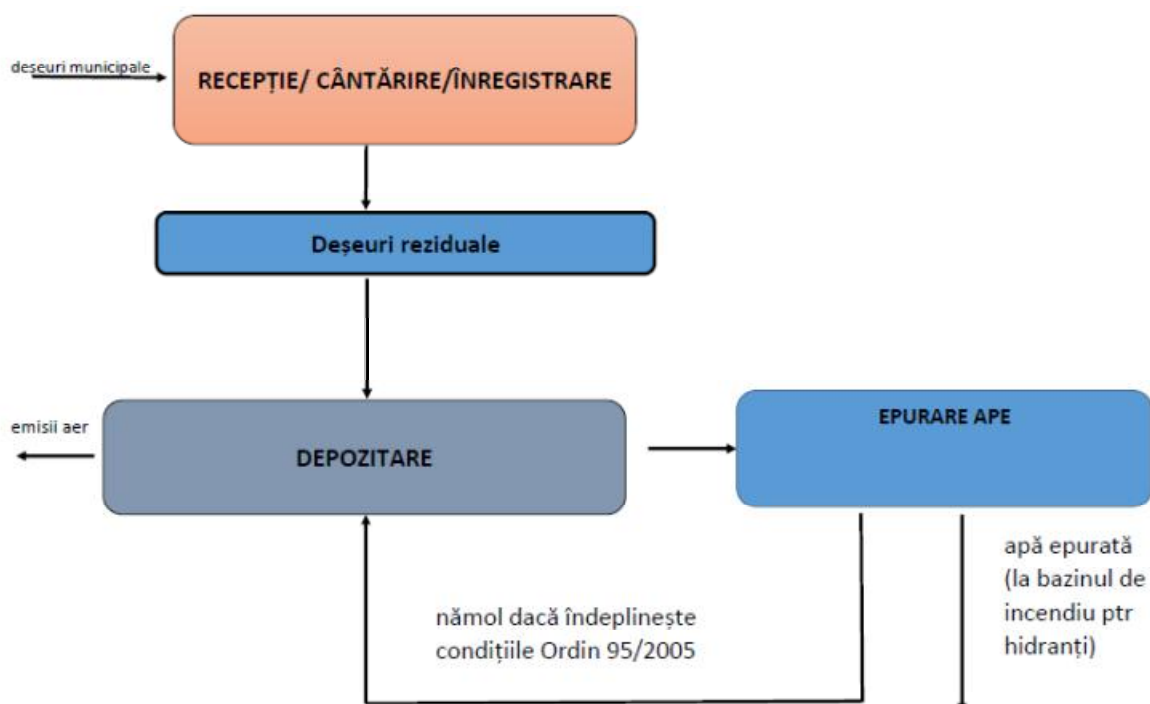 deșeuri municipale
RECEPȚIE/ CÂNTĂRIRE/ÎNREGISTRARE
Deșeuri reziduale
emisii aer
DEPOZITARE
EPURARE APE
apă epurată
(la bazinul de
incendiu ptr
hidranți)
nămol dacă îndeplinește
condițiile Ordin 95/2005